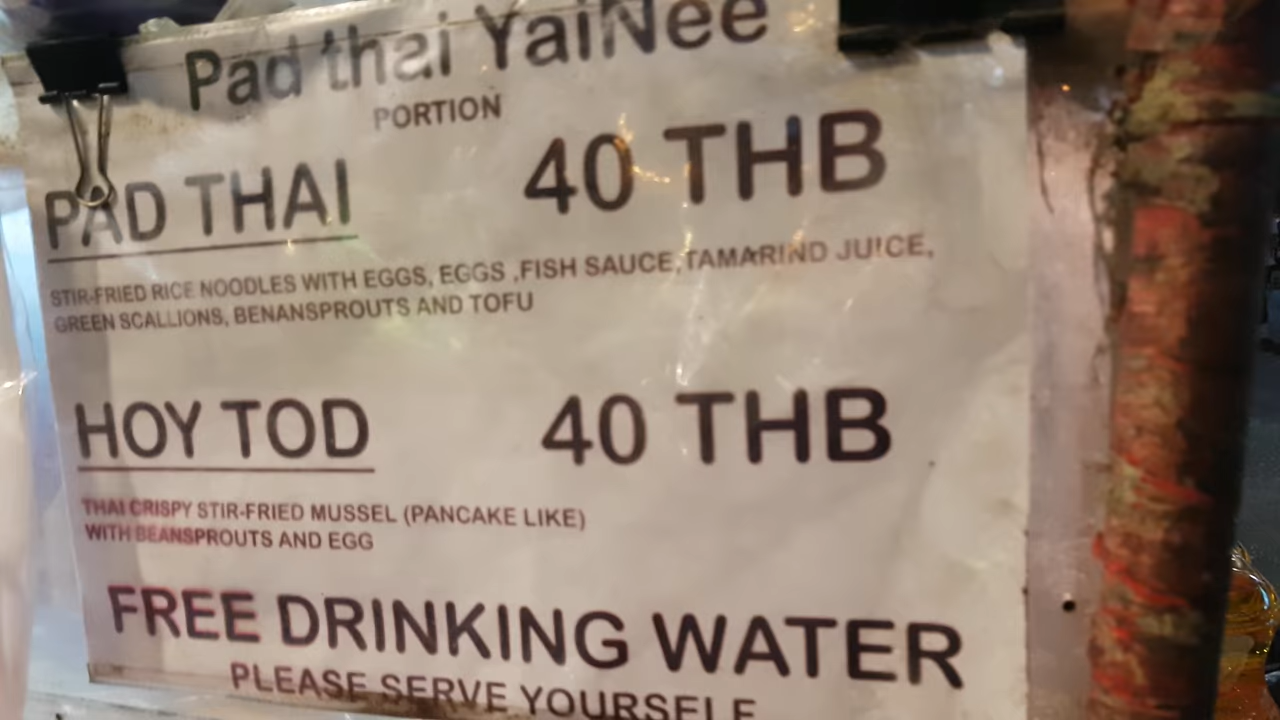 Pad thai YaiNee
PORTION
PAD THAI 40 THB
STIR-FRIED RICE NOODLES WITH EGGS, EGGS ,FISH SAUCE,TAMARIND JUICE,
GREEN SCALLIONS, BENANSPROUTS AND TOFU
HOY TOD 40 THB
THAI CRISPY STIR-FRIED MUSSEL (PANCAKE LIKE)
WITH BEANSPROUTS AND EGG
FREE DRINKING WATER
PLEASE SERVE YOURSELF